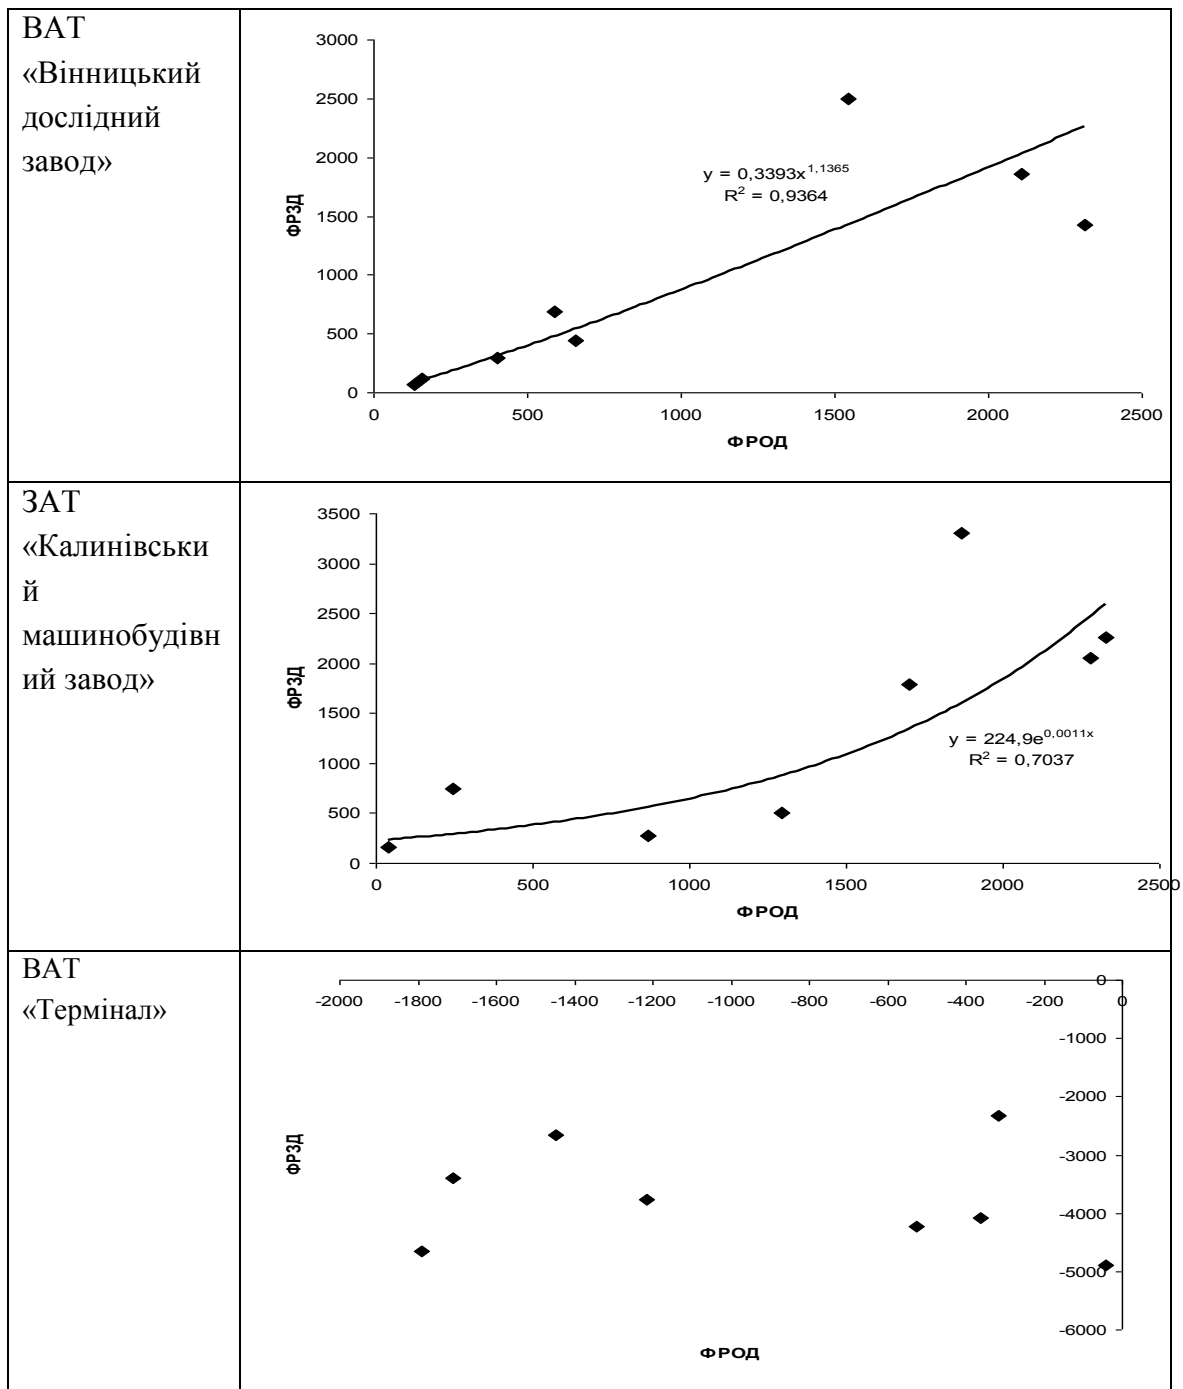 ВАТ
«Вінницький
дослідний
завод»
3000
2500
2000
1500
1000
500
0
ФРЗД
y = 0,3393x^1,1365
R² = 0,9364
0 500 1000 1500 2000 2500
ФРОД
ЗАТ
«Калинівськи
й
машинобудівн
ий завод»
3500
3000
2500
2000
1500
1000
500
0
ФРЗД
y = 224,9e^0,0011x
R² = 0,7037
0 500 1000 1500 2000 2500
ФРОД
ВАТ
«Термінал»
-2000 -1800 -1600 -1400 -1200 -1000 -800 -600 -400 -200 0
0
-1000
-2000
-3000
-4000
-5000
-6000
ФРЗД
ФРОД